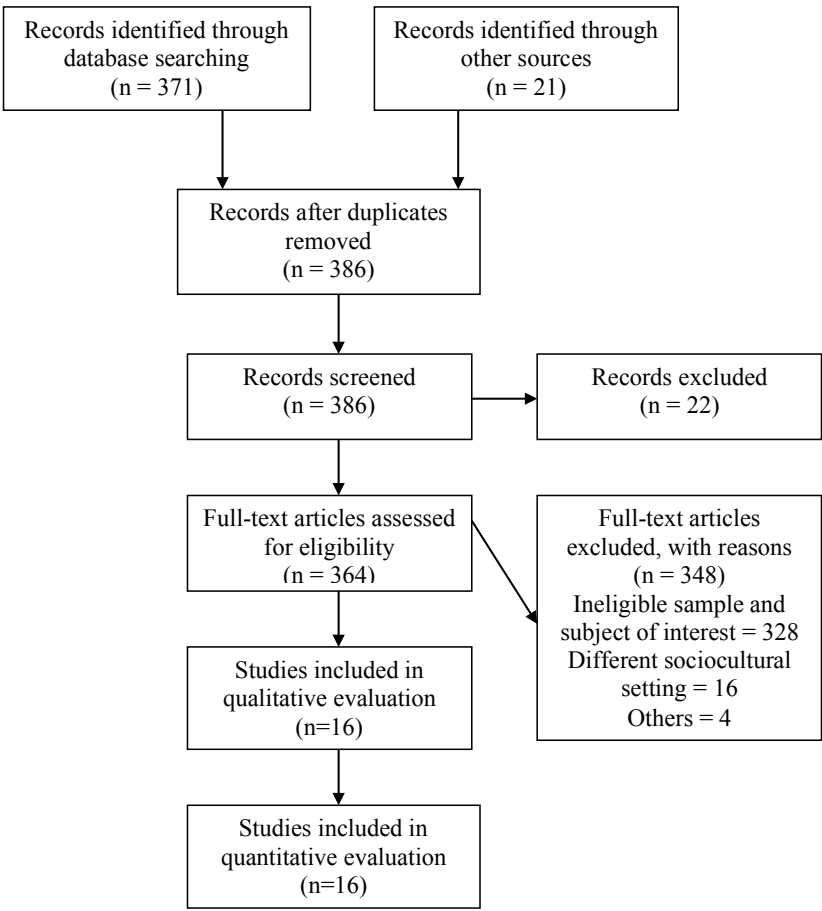 Records identified through
database searching
(n = 371)
Records identified through
other sources
(n = 21)
Records after duplicates
removed
(n = 386)
Records screened
(n = 386)
Records excluded
(n = 22)
Full-text articles assessed
for eligibility
(n = 364)
Full-text articles
excluded, with reasons
(n = 348)
Ineligible sample and
subject of interest = 328
Different sociocultural
setting = 16
Others = 4
Studies included in
qualitative evaluation
(n=16)
Studies included in
quantitative evaluation
(n=16)